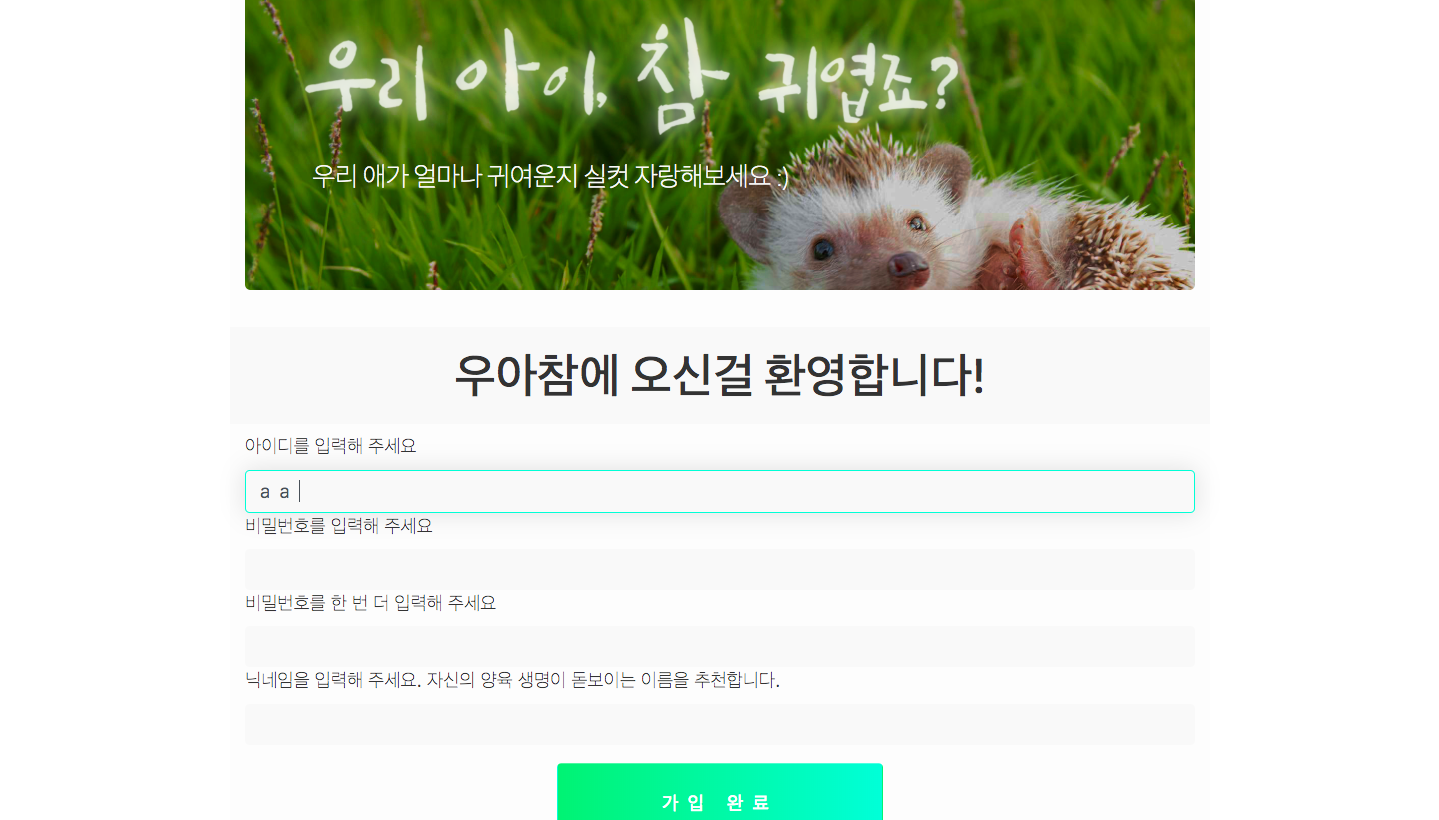 우리 아이, 참 귀엽죠?
우리 애가 얼마나 귀여운지 실컷 자랑해보세요 :)
우아참에 오신걸 환영합니다!
아이디를 입력해 주세요
a a
비밀번호를 입력해 주세요
비밀번호를 한 번 더 입력해 주세요
닉네임을 입력해 주세요. 자신의 양육 생명이 돋보이는 이름을 추천합니다.
가입 완료